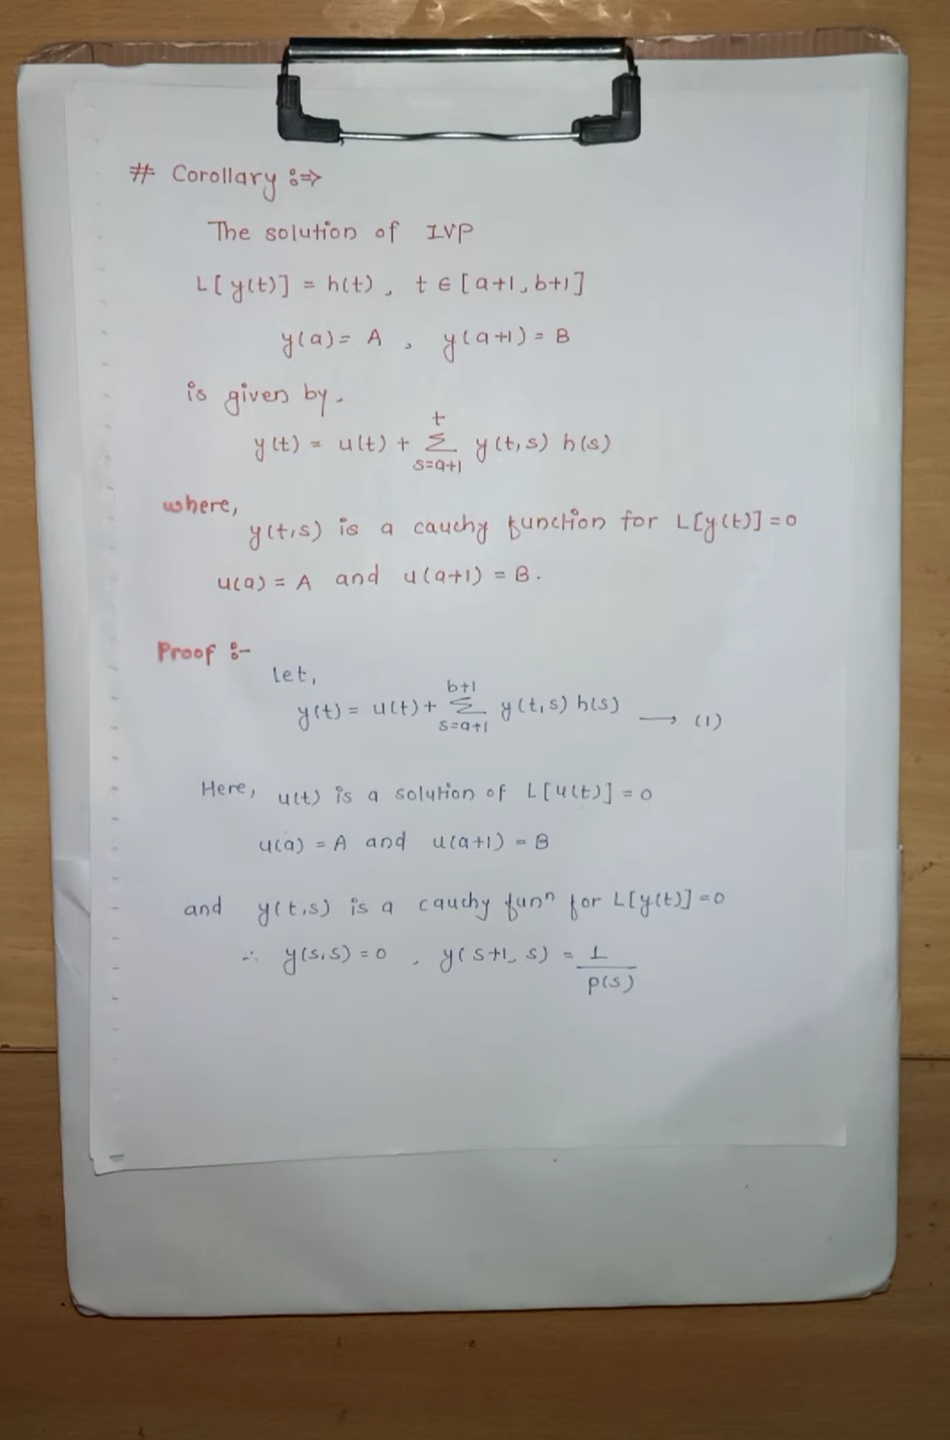 # Corollary :⇒
The solution of IVP
L[y(t)] = h(t), t ∈ [a+1, b+1]
y(a) = A , y(a+1) = B
is given by.
y(t) = u(t) + ∑_{s=a+1}^{t} y(t,s) h(s)
where,
y(t,s) is a cauchy function for L[y(t)] = 0
u(a) = A and u(a+1) = B.
Proof :-
Let,
y(t) = u(t) + ∑_{s=a+1}^{b+1} y(t,s) h(s) ⟶ (1)
Here, u(t) is a solution of L[u(t)] = 0
u(a) = A and u(a+1) = B
and y(t,s) is a cauchy funⁿ for L[y(t)] = 0
∴ y(s,s) = 0 , y(s+1, s) = 1/p(s)